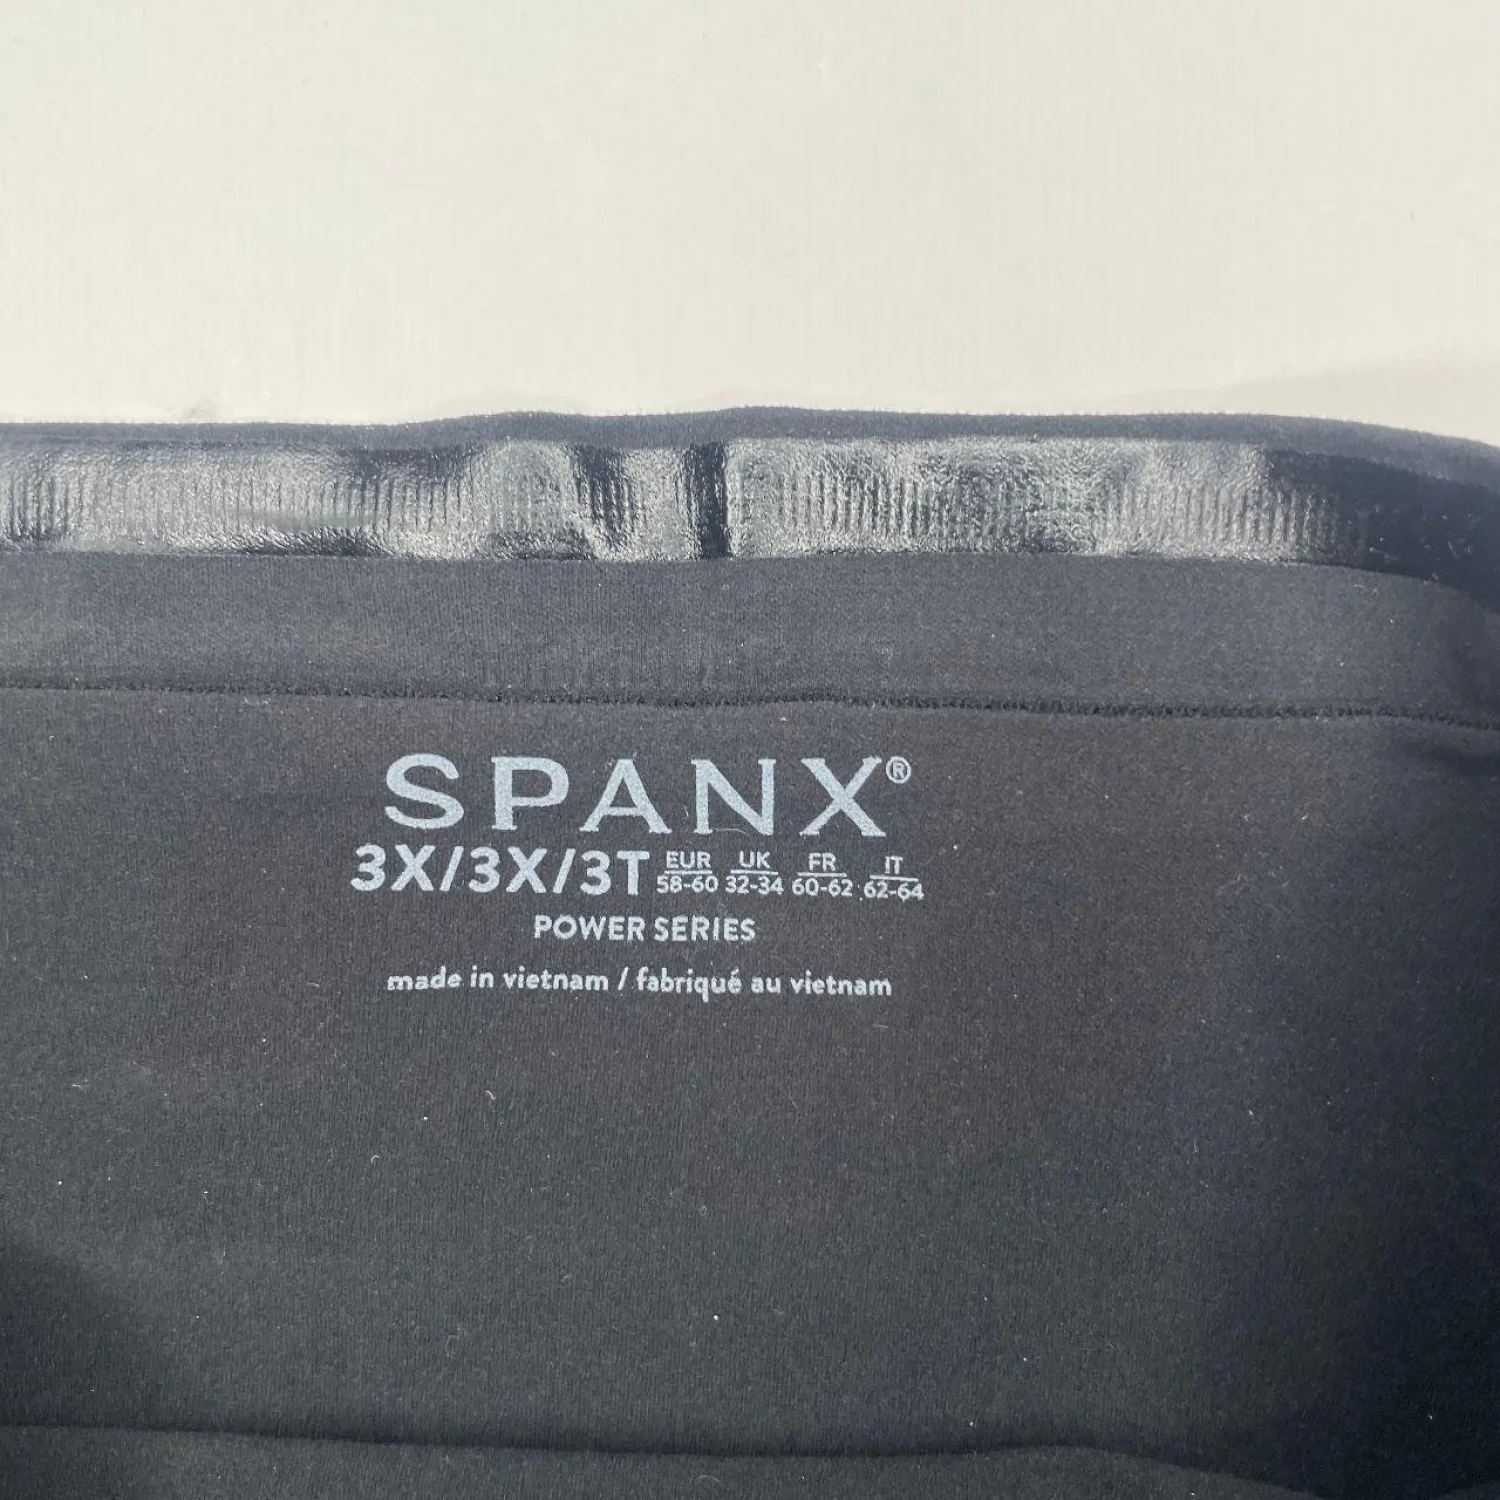 SPANX®
3X/3X/3T EUR 58-60 UK 32-34 FR 60-62 IT 62-64
POWER SERIES
made in vietnam / fabriqué au vietnam